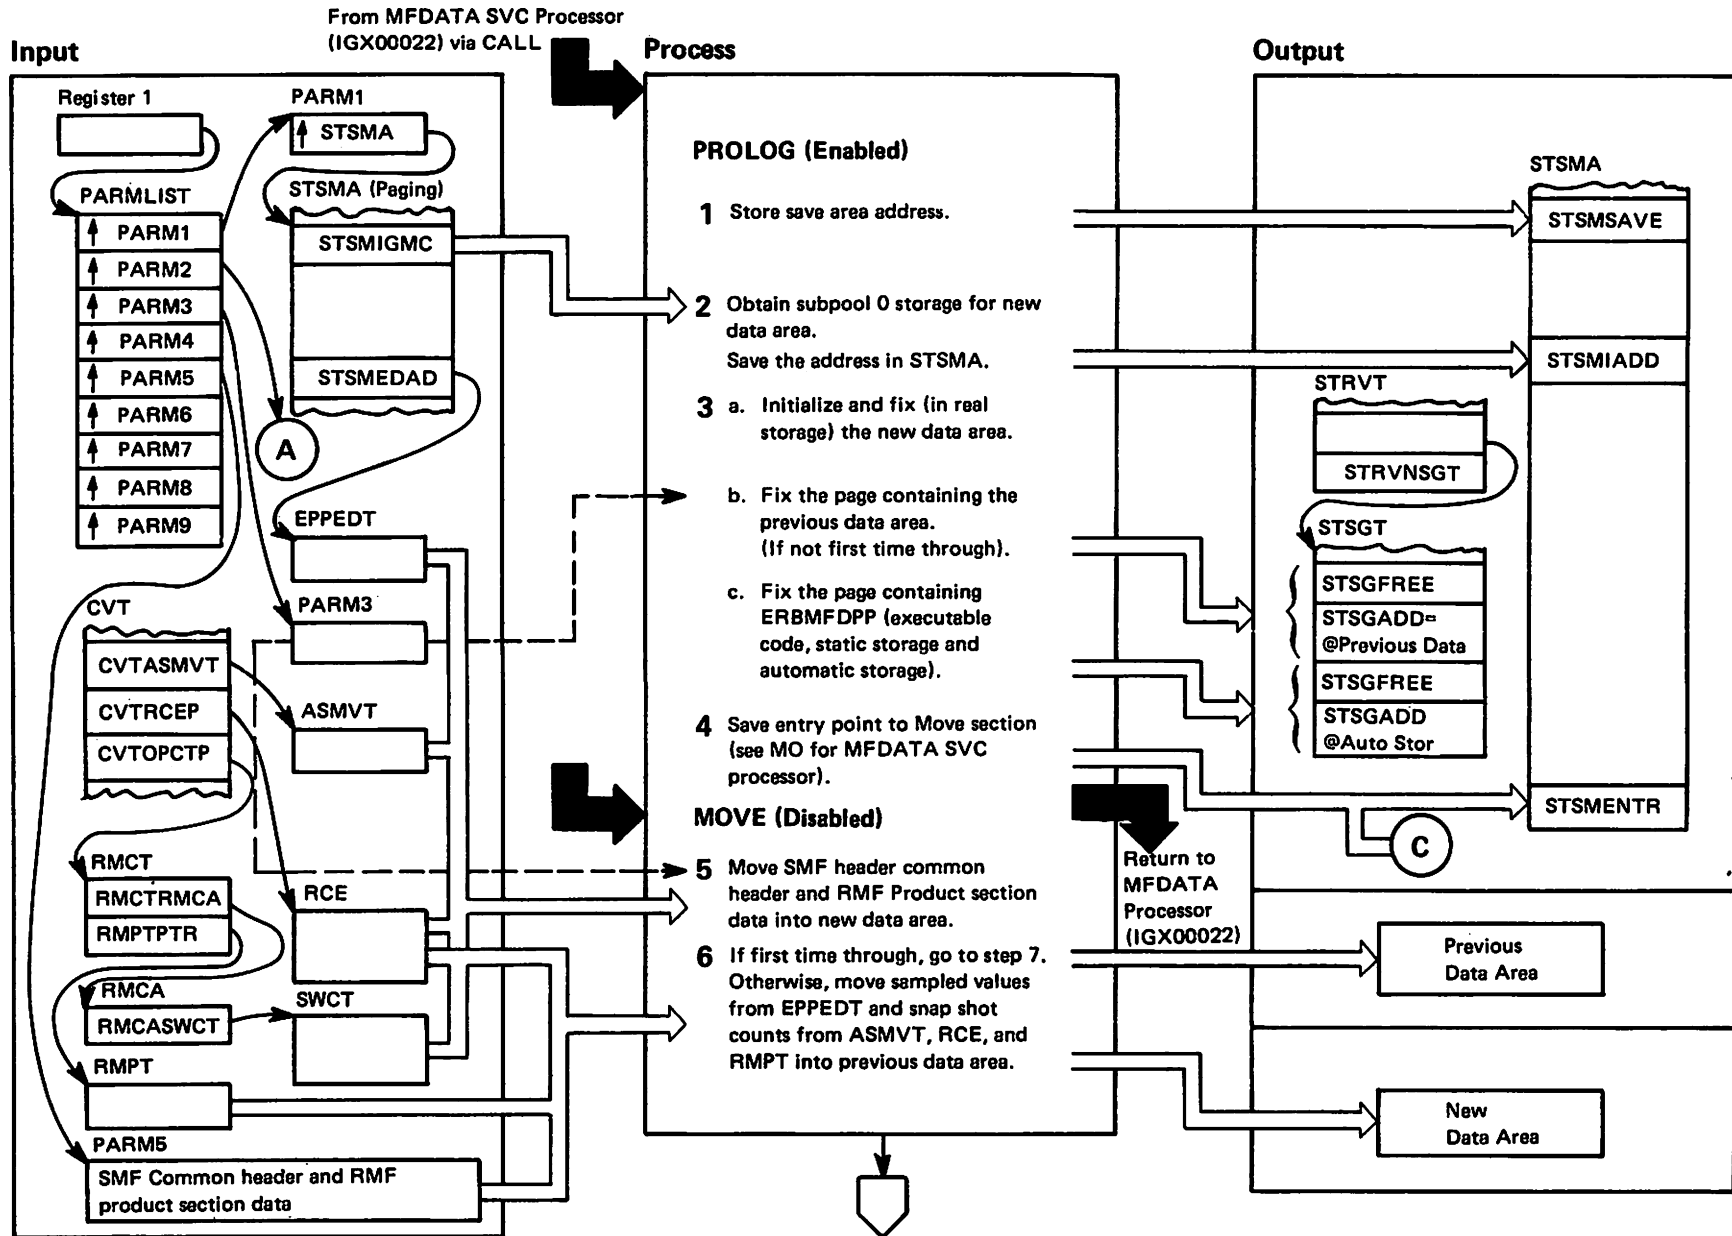 From MFDATA SVC Processor
(IGX00022) via CALL
Input
Process
Output
Register 1
PARM1
STSMA
PARMLIST
PARM1
PARM2
PARM3
PARM4
PARM5
PARM6
PARM7
PARM8
PARM9
STSMA (Paging)
STSMIGMC
STSMEDAD
A
EPPEDT
PARM3
CVT
CVTASMVT
CVTRCEP
CVTOPCTP
ASMVT
RMCT
RMCTRMCA
RMPTPTR
RCE
RMCA
RMCASWCT
SWCT
RMPT
PARM5
SMF Common header and RMF
product section data
PROLOG (Enabled)
1 Store save area address.
2 Obtain subpool 0 storage for new
data area.
Save the address in STSMA.
3 a. Initialize and fix (in real
storage) the new data area.
b. Fix the page containing the
previous data area.
(If not first time through).
c. Fix the page containing
ERBMFDPP (executable
code, static storage and
automatic storage).
4 Save entry point to Move section
(see MO for MFDATA SVC
processor).
MOVE (Disabled)
5 Move SMF header common
header and RMF Product section
data into new data area.
6 If first time through, go to step 7.
Otherwise, move sampled values
from EPPEDT and snap shot
counts from ASMVT, RCE, and
RMPT into previous data area.
Return to
MFDATA
Processor
(IGX00022)
STSMA
STSMSAVE
STSMIADD
STRVT
STRVNSGT
STSGT
STSGFREE
STSGADD=
@Previous Data
STSGFREE
STSGADD
@Auto Stor
STSMENTR
C
Previous
Data Area
New
Data Area